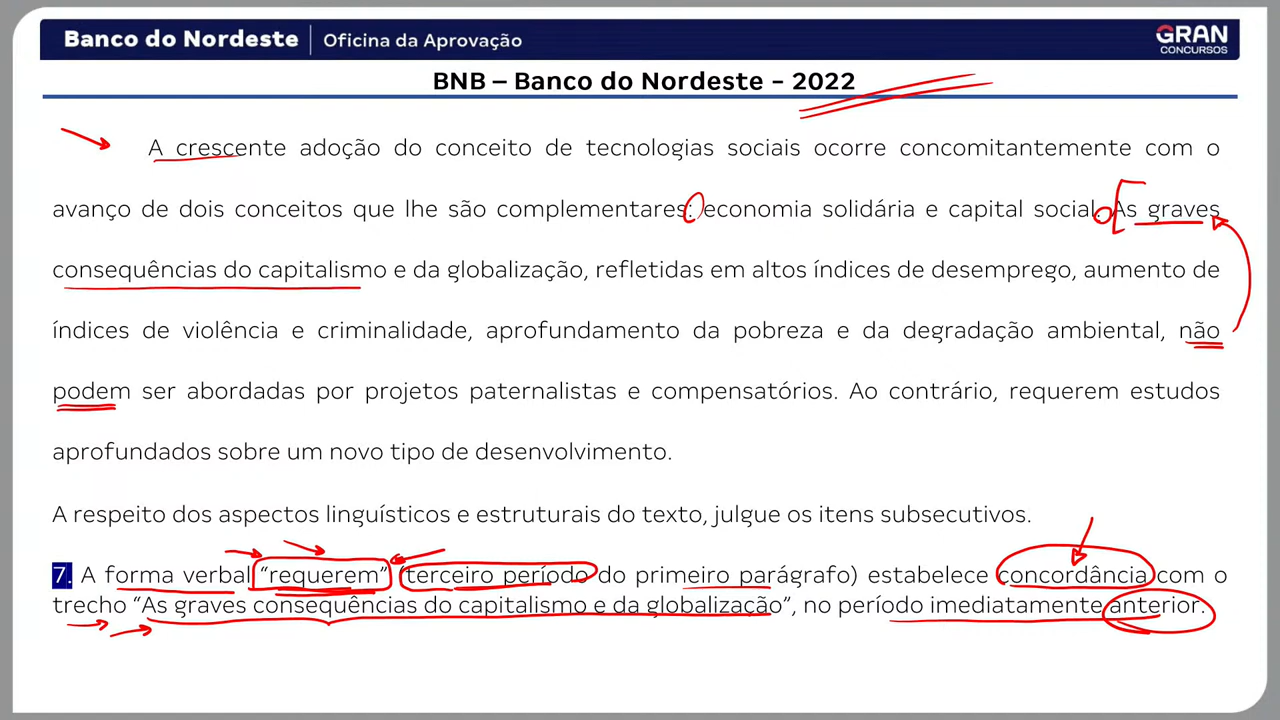 Banco do Nordeste | Oficina da Aprovação
GRAN
CONCURSOS
BNB – Banco do Nordeste – 2022
A crescente adoção do conceito de tecnologias sociais ocorre concomitantemente com o
avanço de dois conceitos que lhe são complementares: economia solidária e capital social. As graves
consequências do capitalismo e da globalização, refletidas em altos índices de desemprego, aumento de
índices de violência e criminalidade, aprofundamento da pobreza e da degradação ambiental, não
podem ser abordadas por projetos paternalistas e compensatórios. Ao contrário, requerem estudos
aprofundados sobre um novo tipo de desenvolvimento.
A respeito dos aspectos linguísticos e estruturais do texto, julgue os itens subsecutivos.
7. A forma verbal “requerem” (terceiro período do primeiro parágrafo) estabelece concordância com o
trecho “As graves consequências do capitalismo e da globalização”, no período imediatamente anterior.